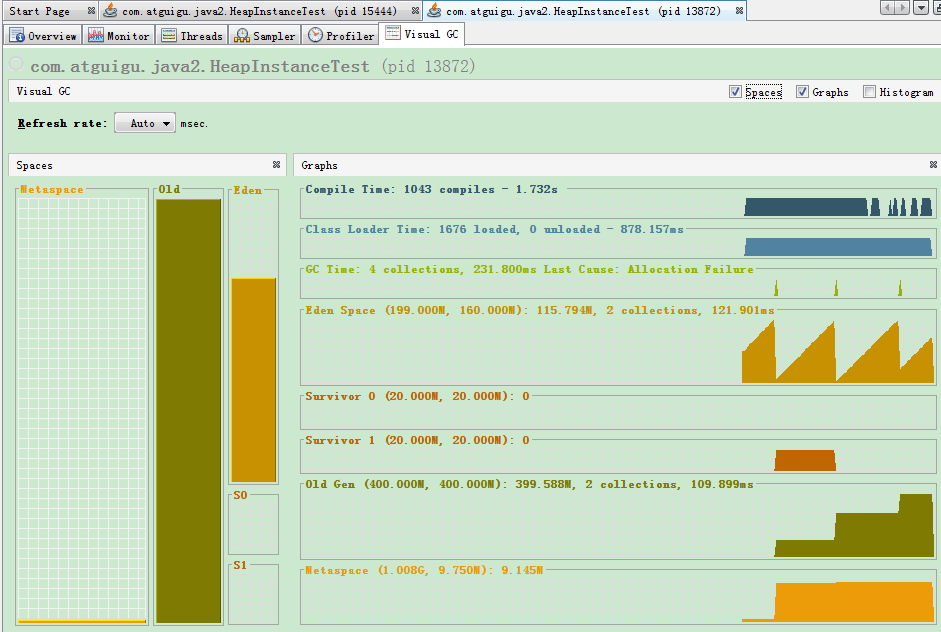 Start Page com.atguigu.java2.HeapInstanceTest (pid 15444) com.atguigu.java2.HeapInstanceTest (pid 13872)
Overview Monitor Threads Sampler Profiler Visual GC
com.atguigu.java2.HeapInstanceTest (pid 13872)
Visual GC Spaces Graphs Histogram
Refresh rate: Auto msec.
Spaces
Metaspace Old Eden
S0
S1
Graphs
Compile Time: 1043 compiles - 1.732s
Class Loader Time: 1676 loaded, 0 unloaded - 878.157ms
GC Time: 4 collections, 231.800ms Last Cause: Allocation Failure
Eden Space (199.000M, 160.000M): 115.794M, 2 collections, 121.901ms
Survivor 0 (20.000M, 20.000M): 0
Survivor 1 (20.000M, 20.000M): 0
Old Gen (400.000M, 400.000M): 399.588M, 2 collections, 109.899ms
Metaspace (1.008G, 9.750M): 9.145M